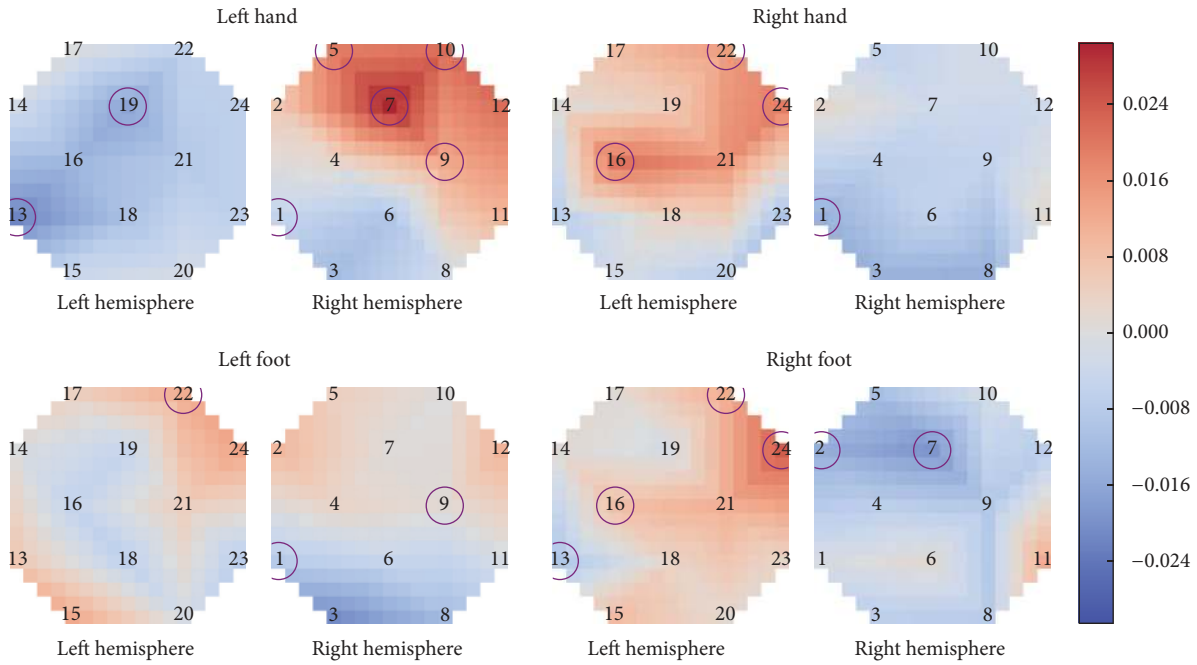 Left hand
Right hand
17 22 5 10 17 22 5 10
14 19 24 2 7 12 14 19 24 2 7 12
16 21 4 9 16 21 4 9
13 18 23 1 6 11 13 18 23 1 6 11
15 20 3 8 15 20 3 8
Left hemisphere Right hemisphere Left hemisphere Right hemisphere
Left foot
Right foot
17 22 5 10 17 22 5 10
14 19 24 2 7 12 14 19 24 2 7 12
16 21 4 9 16 21 4 9
13 18 23 1 6 11 13 18 23 1 6 11
15 20 3 8 15 20 3 8
Left hemisphere Right hemisphere Left hemisphere Right hemisphere
0.024
0.016
0.008
0.000
−0.008
−0.016
−0.024